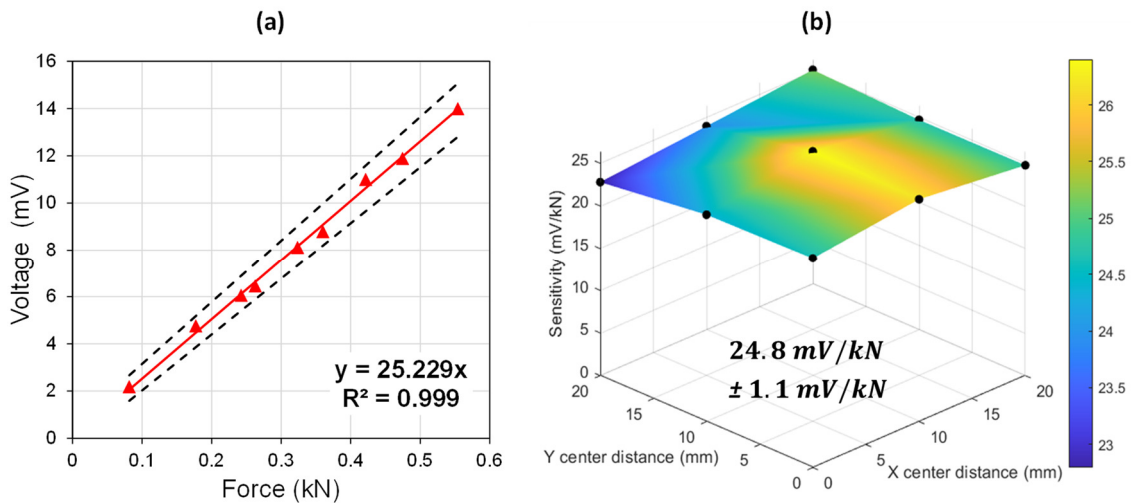 (a)
16
14
12
10
8
6
4
2
0
0 0.1 0.2 0.3 0.4 0.5 0.6
Voltage (mV)
Force (kN)
y = 25.229x
R² = 0.999
(b)
25
20
15
10
5
0
Sensitivity (mV/kN)
20
15
10
5
0
Y center distance (mm)
0
5
10
15
20
X center distance (mm)
24.8 mV/kN
± 1.1 mV/kN
26
25.5
25
24.5
24
23.5
23